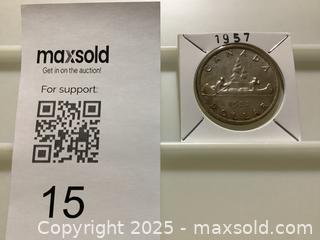 maxsold
Get in on the auction!
For support:
15
1957
CANADA
DOLLAR
Copyright 2025 - maxsold.com